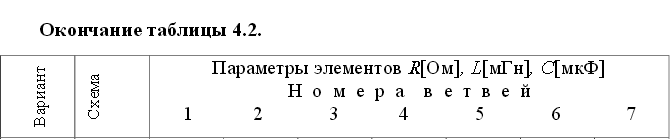 Окончание таблицы 4.2.
Вариант
Схема
Параметры элементов R[Ом], L[мГн], C[мкФ]
Н о м е р а в е т в е й
1 2 3 4 5 6 7